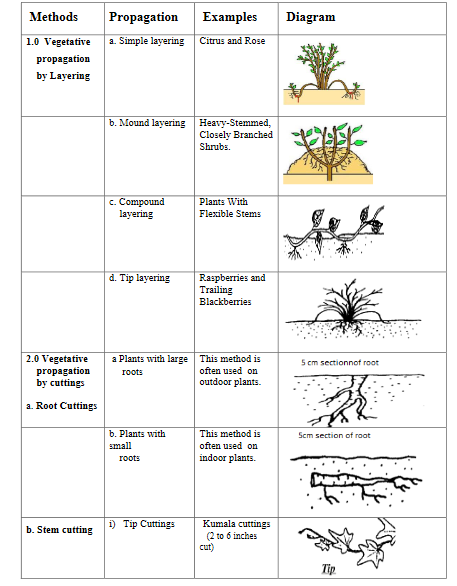 Methods Propagation Examples Diagram
1.0 Vegetative propagation by Layering
a. Simple layering
Citrus and Rose
b. Mound layering
Heavy-Stemmed,
Closely Branched
Shrubs.
c. Compound
layering
Plants With
Flexible Stems
d. Tip layering
Raspberries and
Trailing
Blackberries
2.0 Vegetative
propagation
by cuttings
a. Root Cuttings
a Plants with large
roots
This method is
often used on
outdoor plants.
5 cm sectionnof root
b. Plants with
small
roots
This method is
often used on
indoor plants.
5cm section of root
b. Stem cutting
i) Tip Cuttings
Kumala cuttings
(2 to 6 inches
cut)
Tip